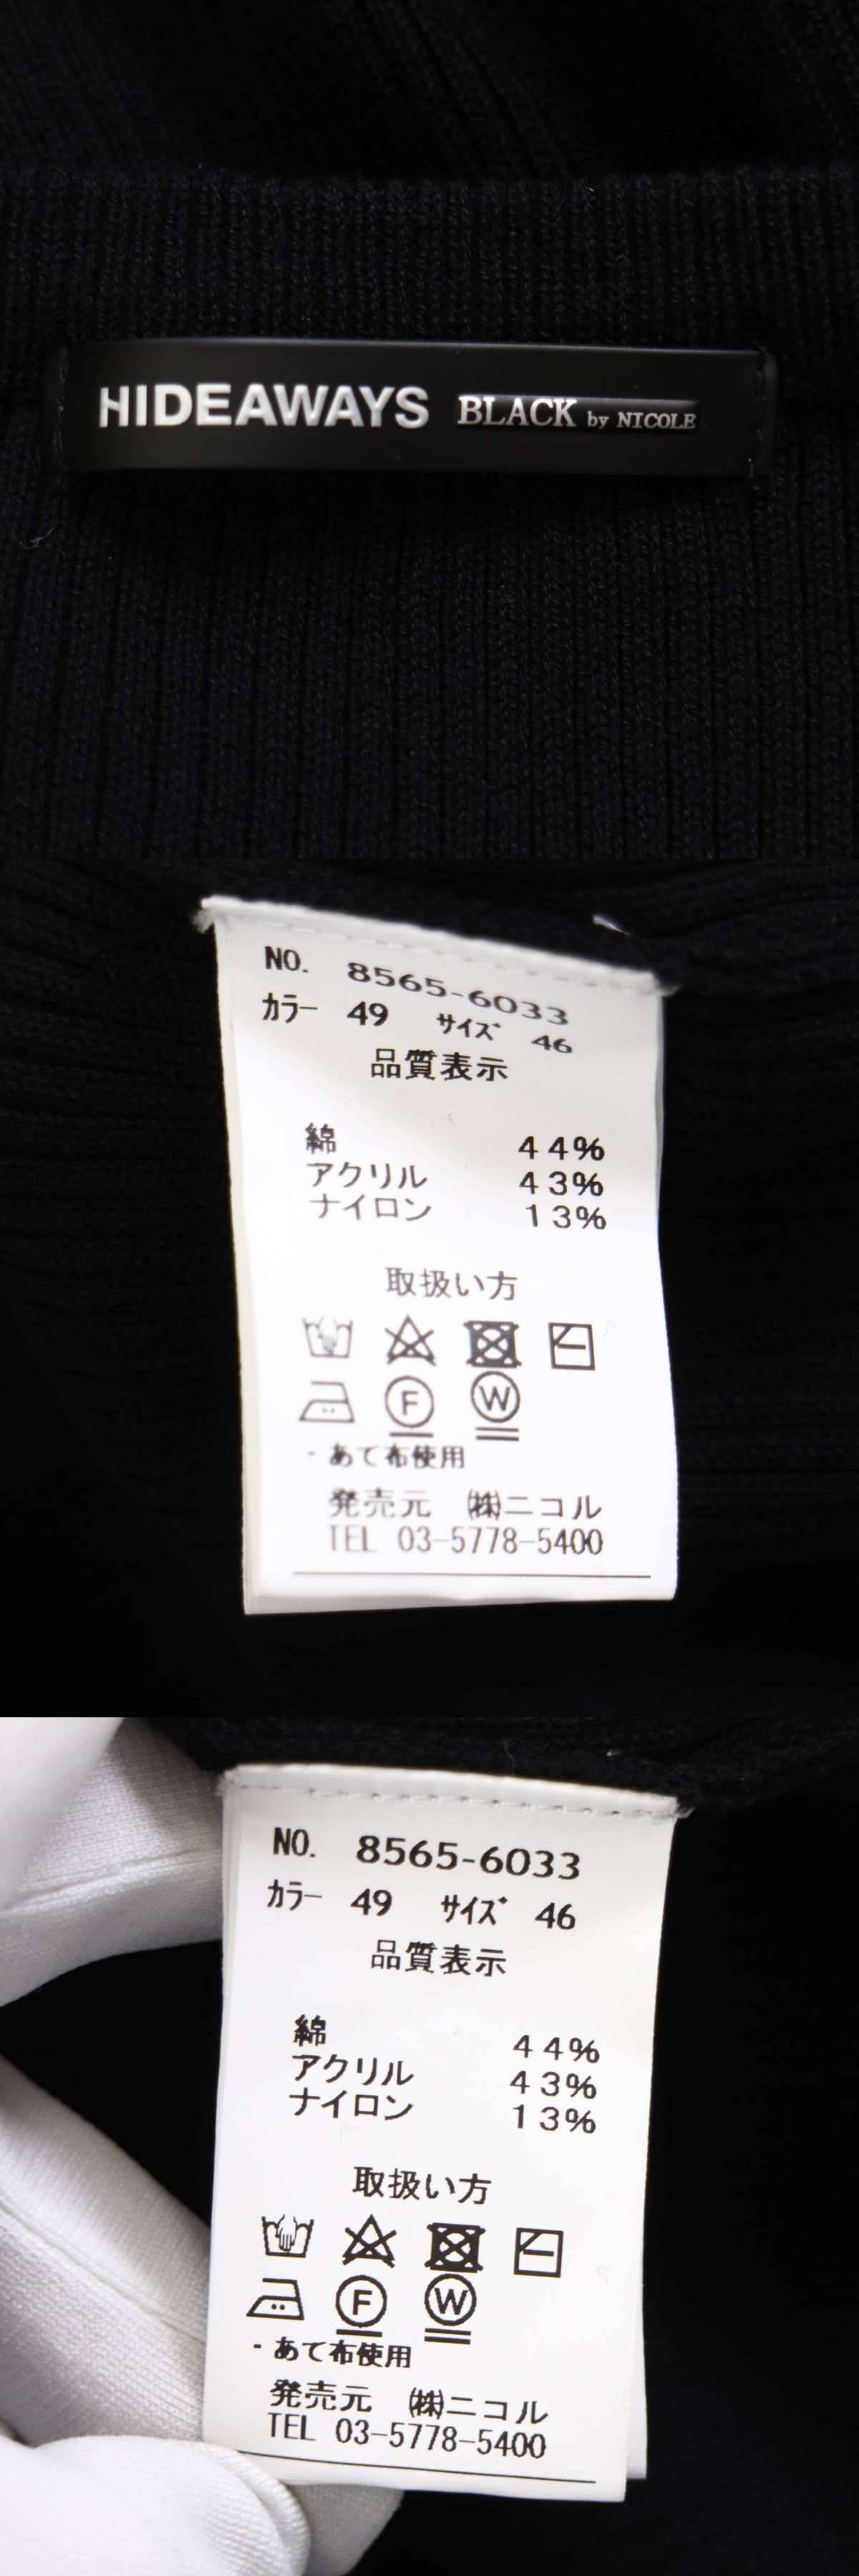 HIDEAWAYS BLACK by NICOLE
NO. 8565-6033
カラー 49 サイズ 46
品質表示
綿 44%
アクリル 43%
ナイロン 13%
取扱い方
F W
・あて布使用
発売元 ㈱ニコル
TEL 03-5778-5400
NO. 8565-6033
カラー 49 サイズ 46
品質表示
綿 44%
アクリル 43%
ナイロン 13%
取扱い方
F W
・あて布使用
発売元 ㈱ニコル
TEL 03-5778-5400